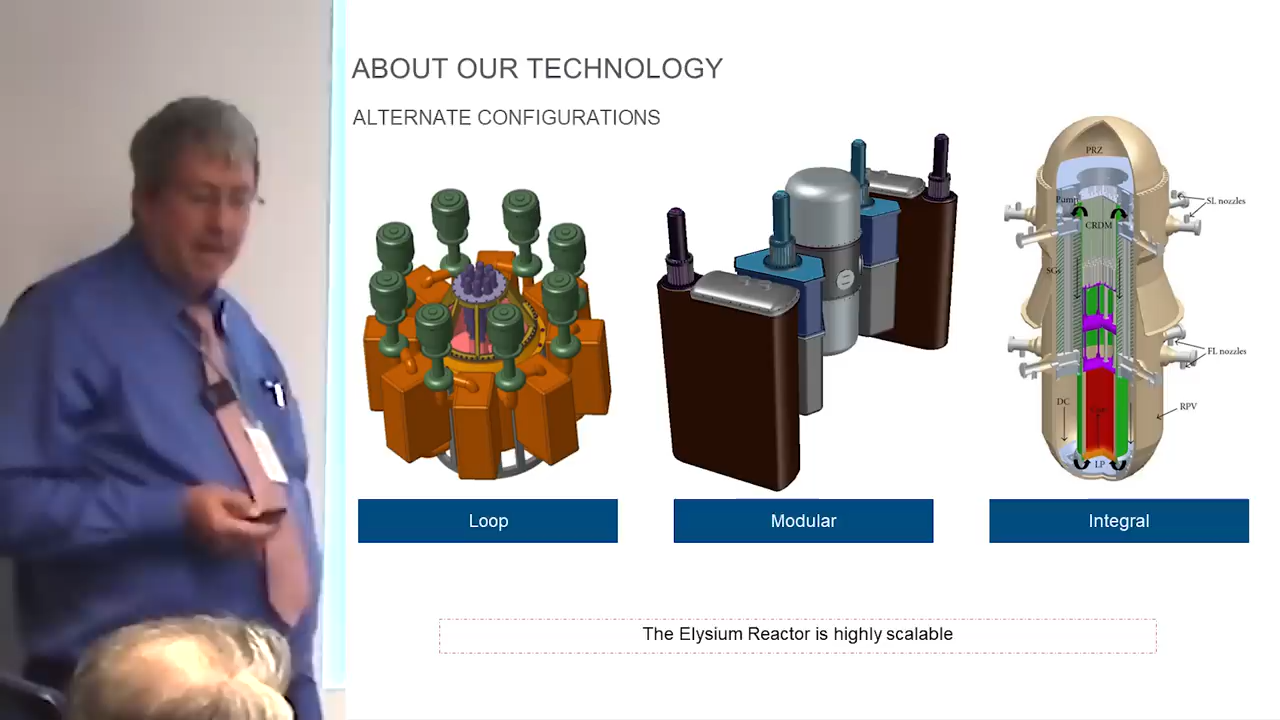 ABOUT OUR TECHNOLOGY
ALTERNATE CONFIGURATIONS
PRZ
Pump
SL nozzles
CRDM
SGs
FL nozzles
DC
RPV
LP
Loop
Modular
Integral
The Elysium Reactor is highly scalable